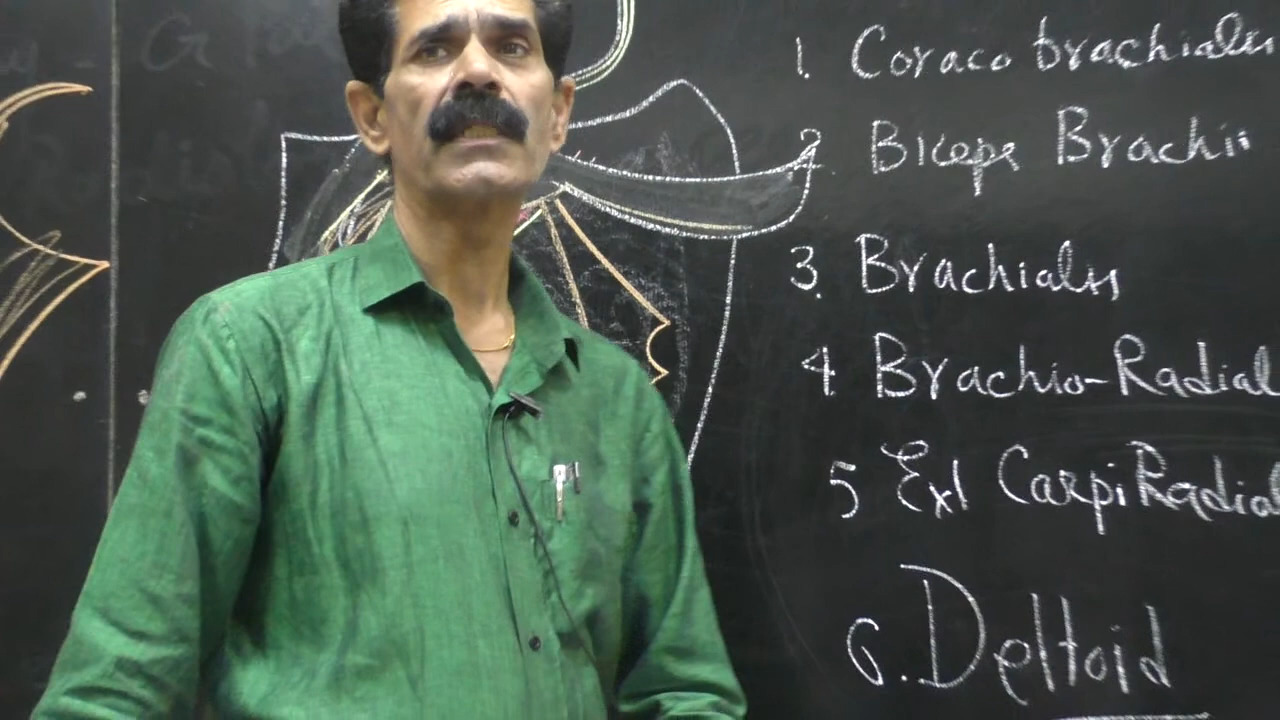 1. Coraco brachialis
2. Biceps Brachii
3. Brachialis
4 Brachio-Radial
5 Ext Carpi Radial
6. Deltoid